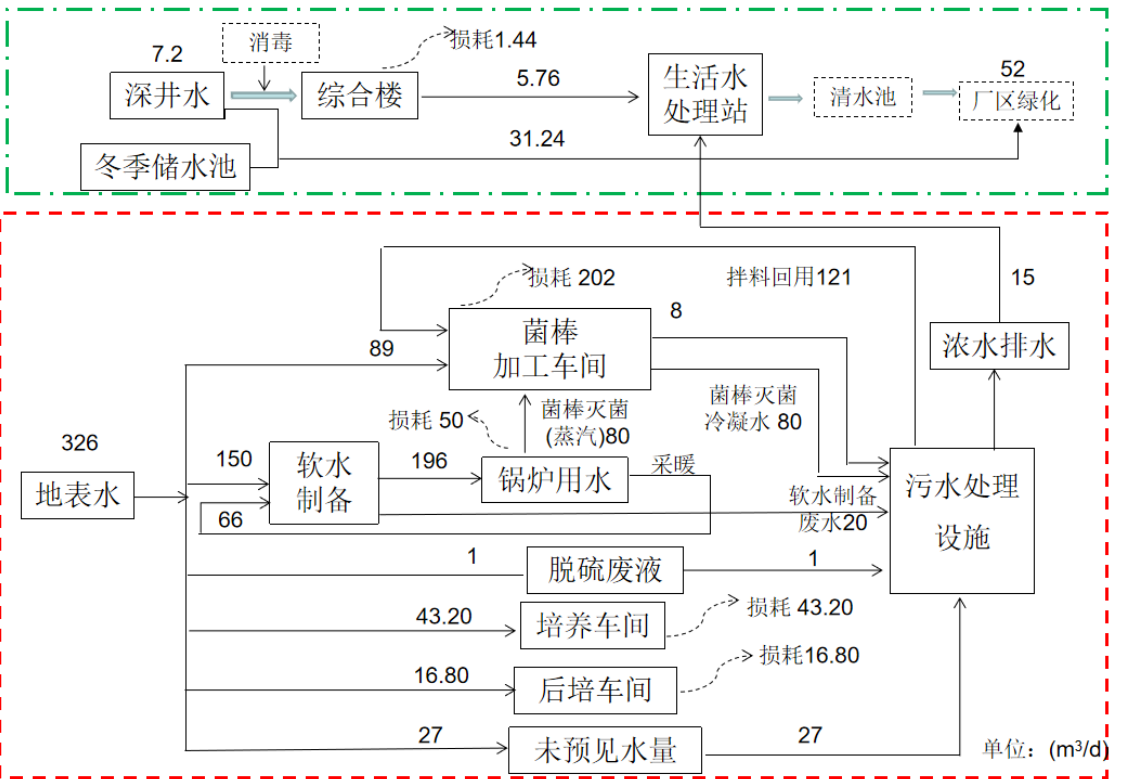 7.2
消毒
损耗1.44
深井水
综合楼
5.76
生活水
处理站
清水池
52
厂区绿化
冬季储水池
31.24
损耗 202
拌料回用121
15
菌棒
加工车间
8
89
浓水排水
菌棒灭菌
冷凝水 80
损耗 50
菌棒灭菌
(蒸汽)80
326
地表水
150
软水
制备
196
锅炉用水
采暖
66
软水制备
废水20
污水处理
设施
1
脱硫废液
1
43.20
培养车间
损耗 43.20
16.80
后培车间
损耗16.80
27
未预见水量
27
单位：(m³/d)